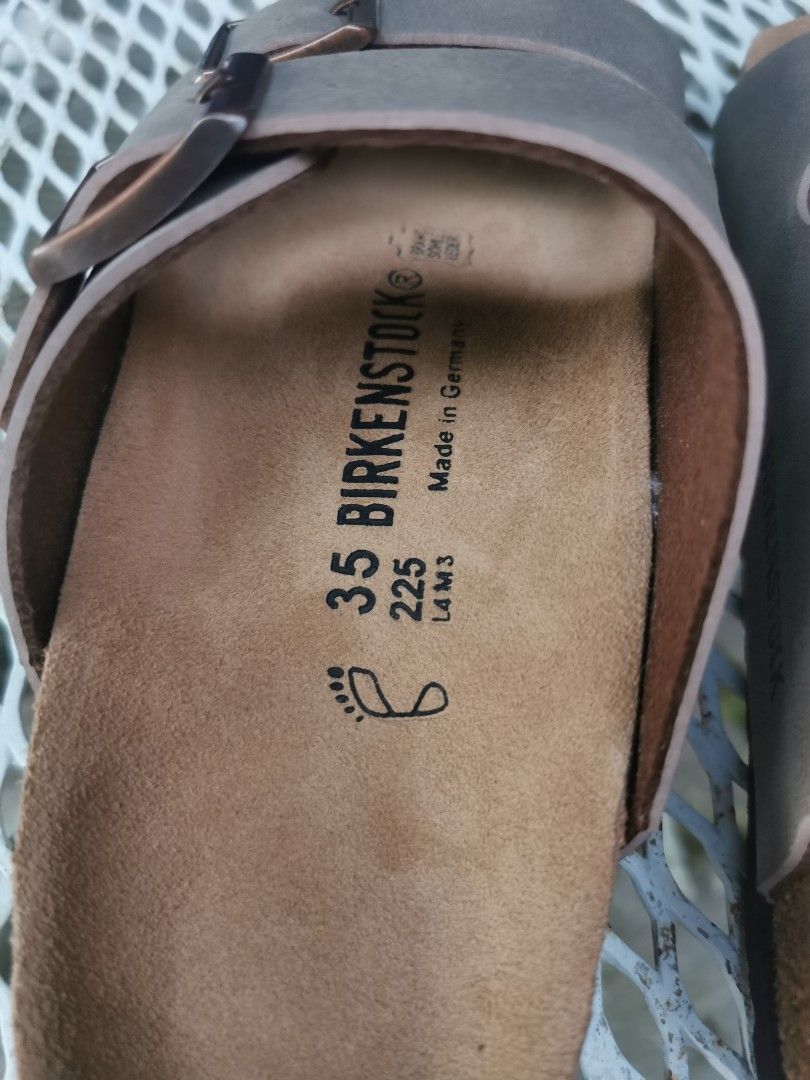 BIRKENSTOCK®
Made in Germany
35
225
L4 M3